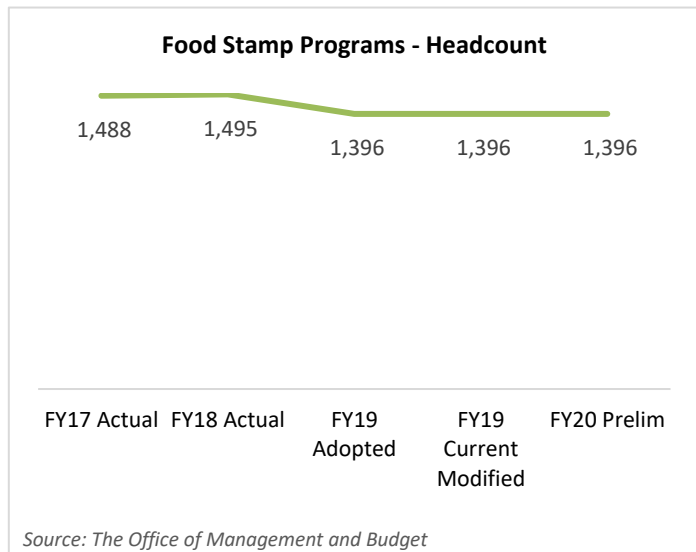 Food Stamp Programs - Headcount
1,488 1,495 1,396 1,396 1,396
FY17 Actual FY18 Actual FY19 Adopted FY19 Current Modified FY20 Prelim
Source: The Office of Management and Budget